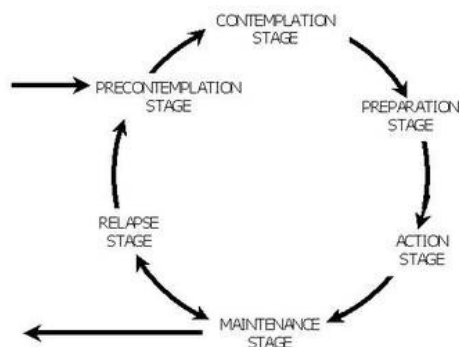 CONTEMPLATION
STAGE
PRECONTEMPLATION
STAGE
PREPARATION
STAGE
RELAPSE
STAGE
ACTION
STAGE
MAINTENANCE
STAGE